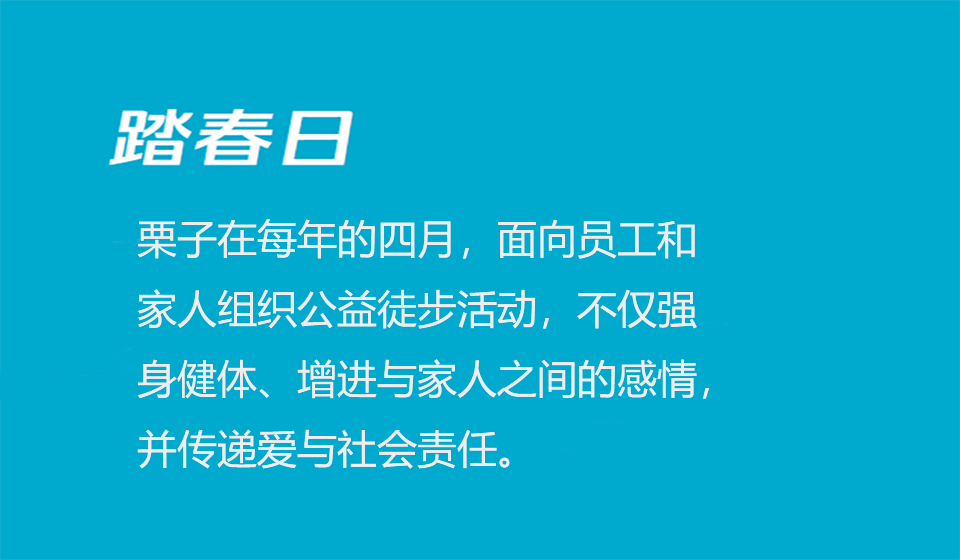 踏春日
栗子在每年的四月，面向员工和
家人组织公益徒步活动，不仅强
身健体、增进与家人之间的感情，
并传递爱与社会责任。